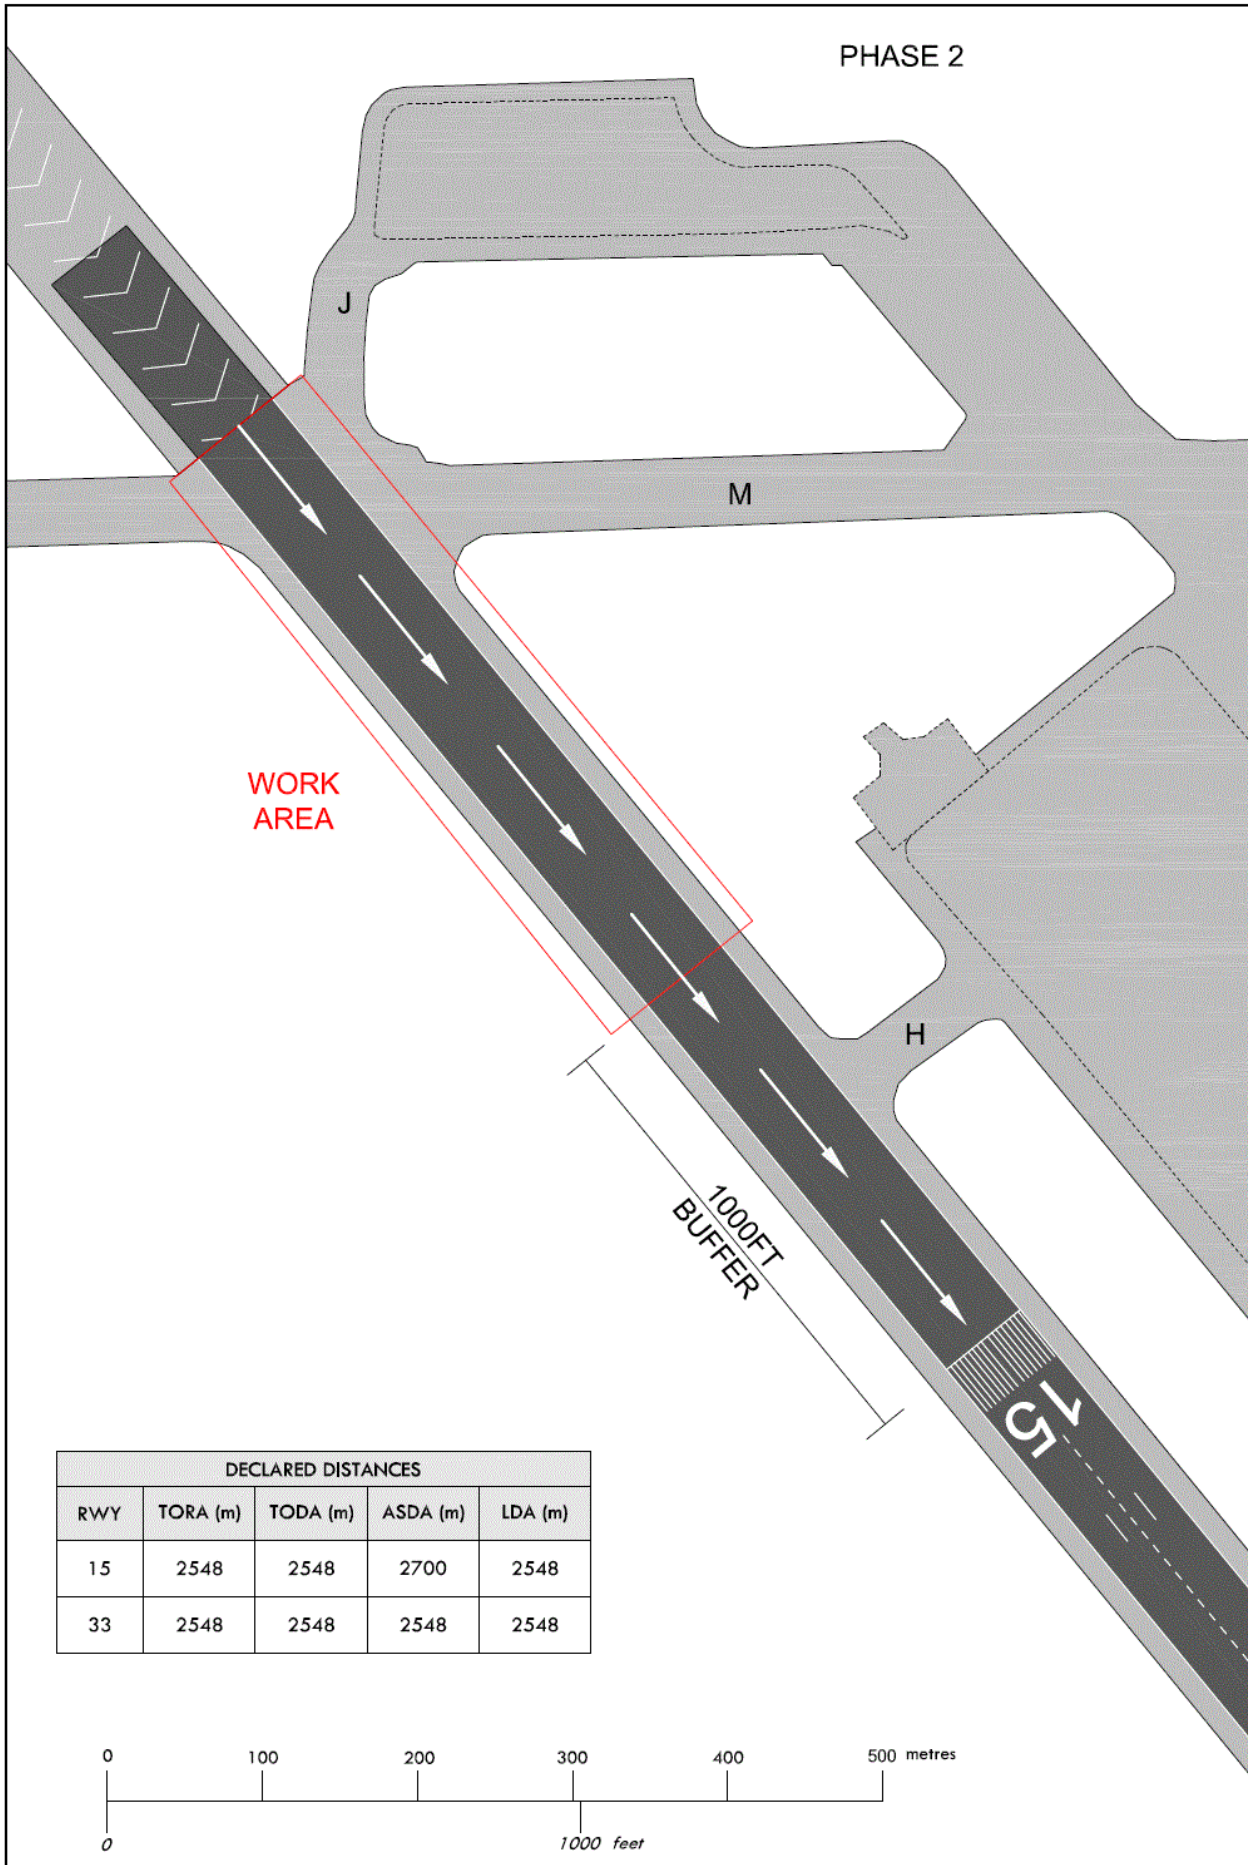 PHASE 2
J
M
WORK
AREA
H
1000FT
BUFFER
15
DECLARED DISTANCES
RWY TORA (m) TODA (m) ASDA (m) LDA (m)
15 2548 2548 2700 2548
33 2548 2548 2548 2548
0 100 200 300 400 500 metres
0 1000 feet